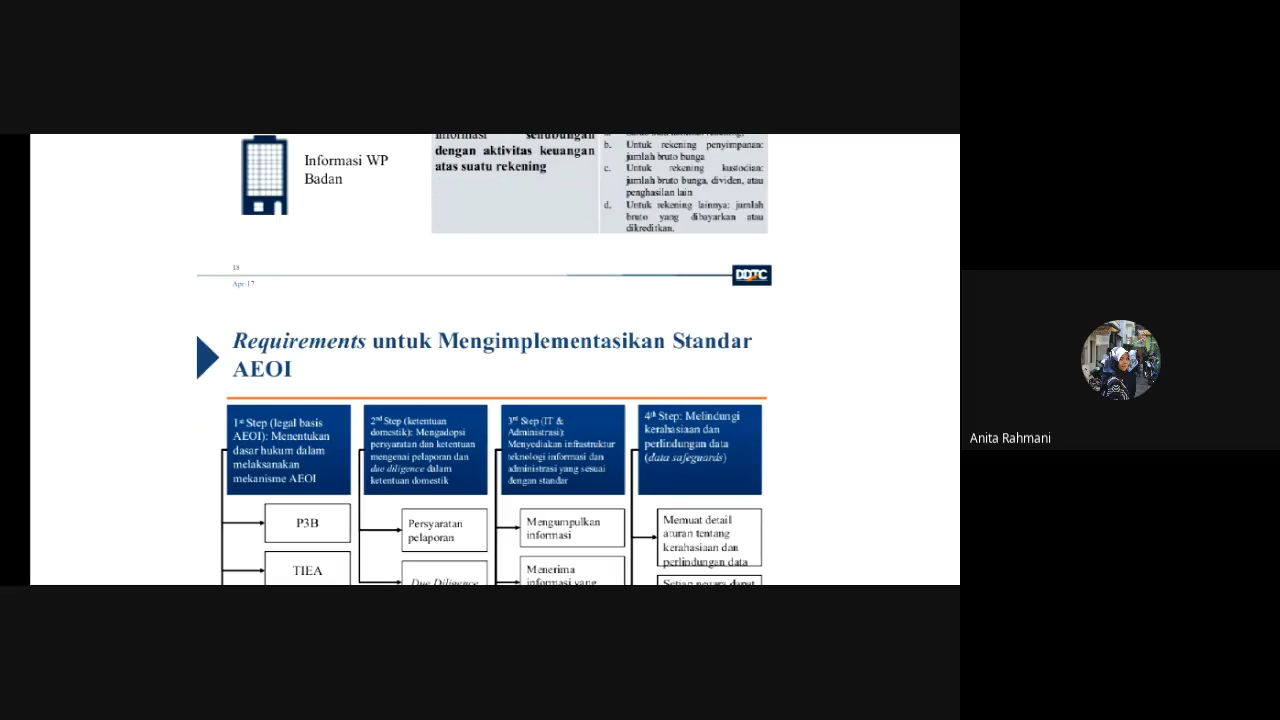 Informasi WP
Badan
informasi sehubungan
dengan aktivitas keuangan
atas suatu rekening
b. Untuk rekening penyimpanan:
jumlah bruto bunga
c. Untuk rekening kustodian:
jumlah bruto bunga, dividen, atau
penghasilan lain
d. Untuk rekening lainnya: jumlah
bruto yang dibayarkan atau
dikreditkan.
18
Apr-17
DDTC
Requirements untuk Mengimplementasikan Standar
AEOI
1st Step (legal basis
AEOI): Menentukan
dasar hukum dalam
melaksanakan
mekanisme AEOI
P3B
TIEA
2nd Step (ketentuan
domestik): Mengadopsi
persyaratan dan ketentuan
mengenai pelaporan dan
due diligence dalam
ketentuan domestik
Persyaratan
pelaporan
Due Diligence
3rd Step (IT &
Administrasi):
Menyediakan infrastruktur
teknologi informasi dan
administrasi yang sesuai
dengan standar
Mengumpulkan
informasi
Menerima
informasi yang
4th Step: Melindungi
kerahasiaan dan
perlindungan data
(data safeguards)
Memuat detail
aturan tentang
kerahasiaan dan
perlindungan data
Setiap negara dapat
Anita Rahmani